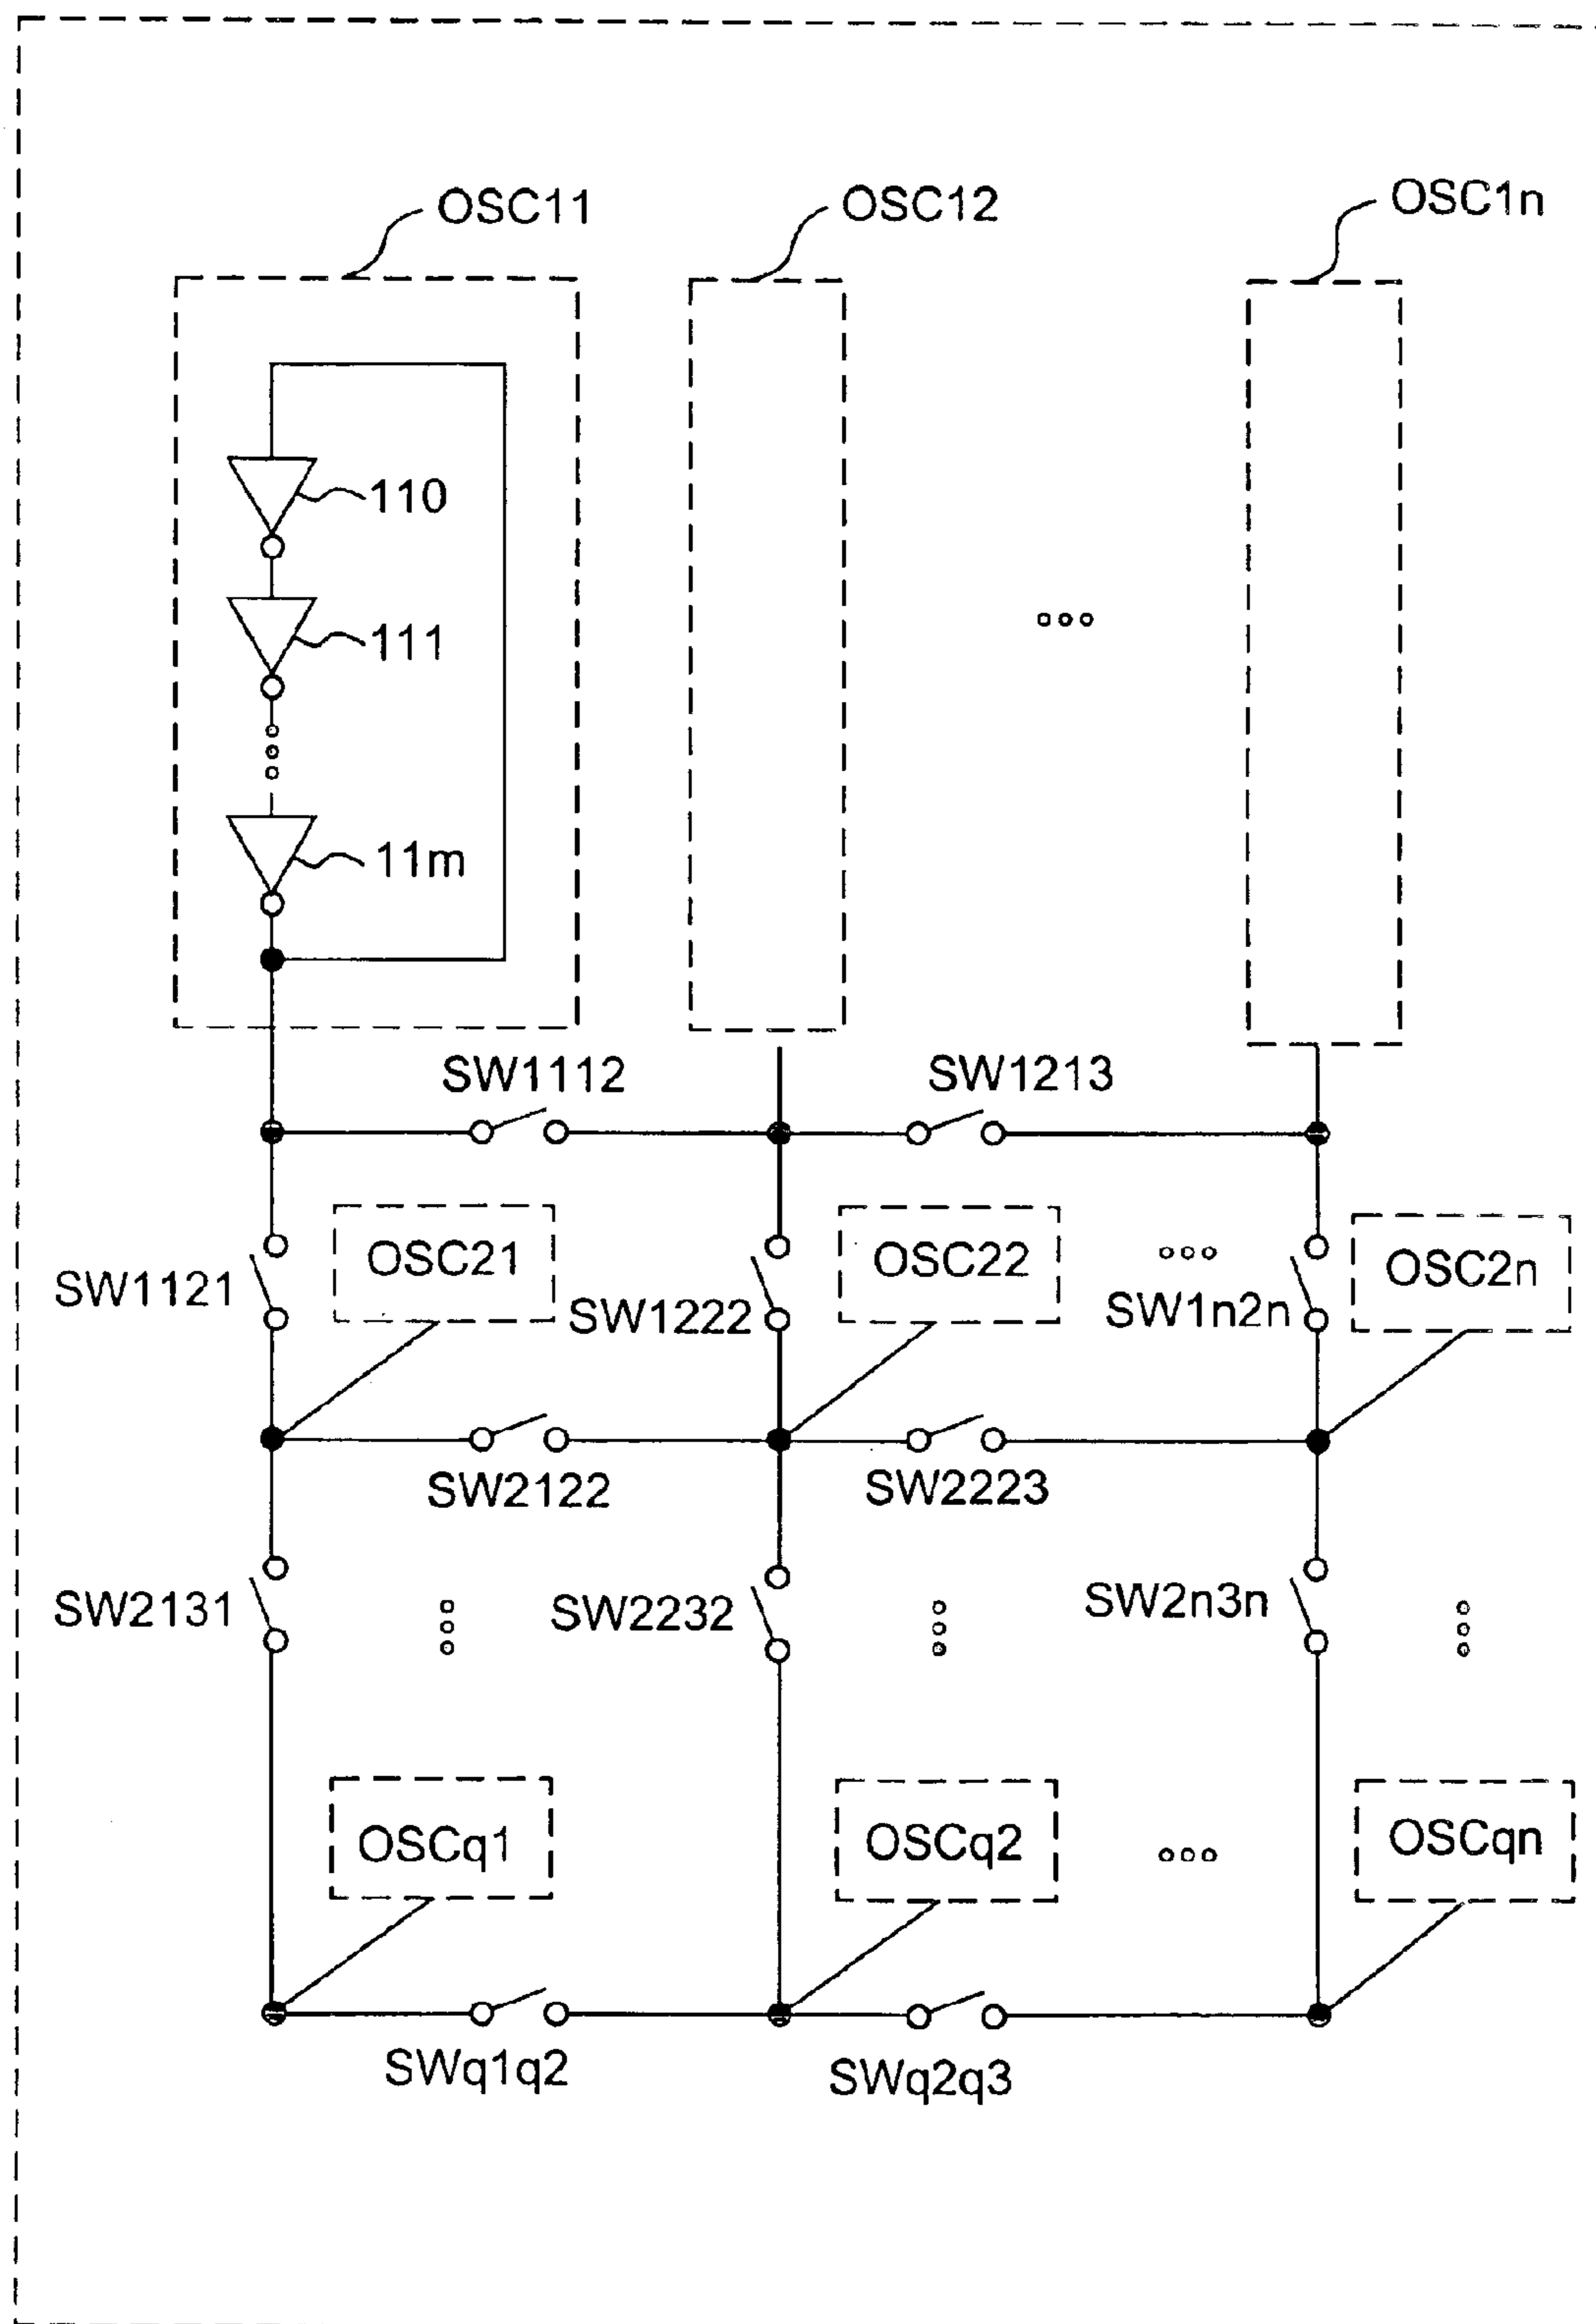 OSC11
OSC12
OSC1n
110
111
11m
SW1112
SW1213
OSC21
OSC22
OSC2n
SW1121
SW1222
SW1n2n
SW2122
SW2223
SW2131
SW2232
SW2n3n
OSCq1
OSCq2
OSCqn
SWq1q2
SWq2q3